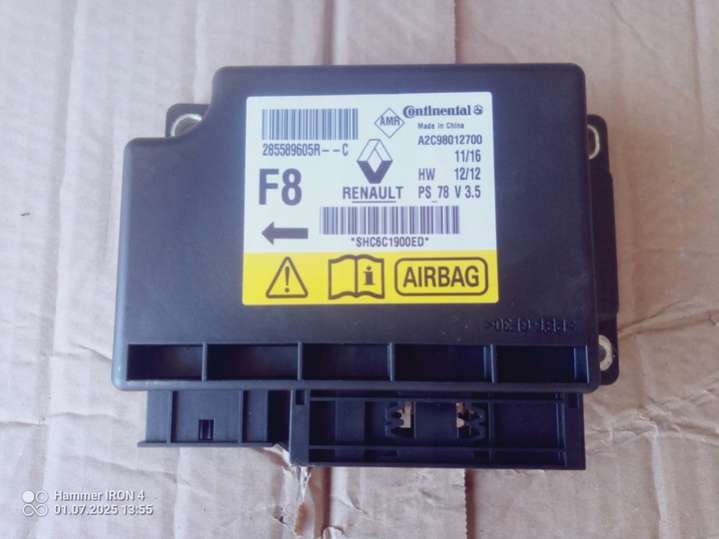 Continental
AMR
Made in China
285589605R--C
A2C98012700
11/16
F8
RENAULT
HW 12/12
PS_78 V 3.5
*SHC6C1900ED*
i
AIRBAG
Hammer IRON 4
01.07.2025 13:55